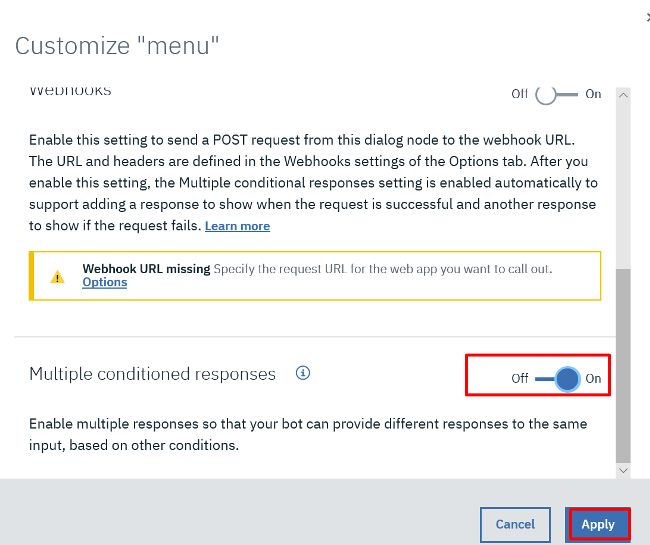 Customize "menu"
Webhooks
Off On
Enable this setting to send a POST request from this dialog node to the webhook URL.
The URL and headers are defined in the Webhooks settings of the Options tab. After you
enable this setting, the Multiple conditional responses setting is enabled automatically to
support adding a response to show when the request is successful and another response
to show if the request fails. Learn more
Webhook URL missing Specify the request URL for the web app you want to call out.
Options
Multiple conditioned responses
Off On
Enable multiple responses so that your bot can provide different responses to the same
input, based on other conditions.
Cancel Apply